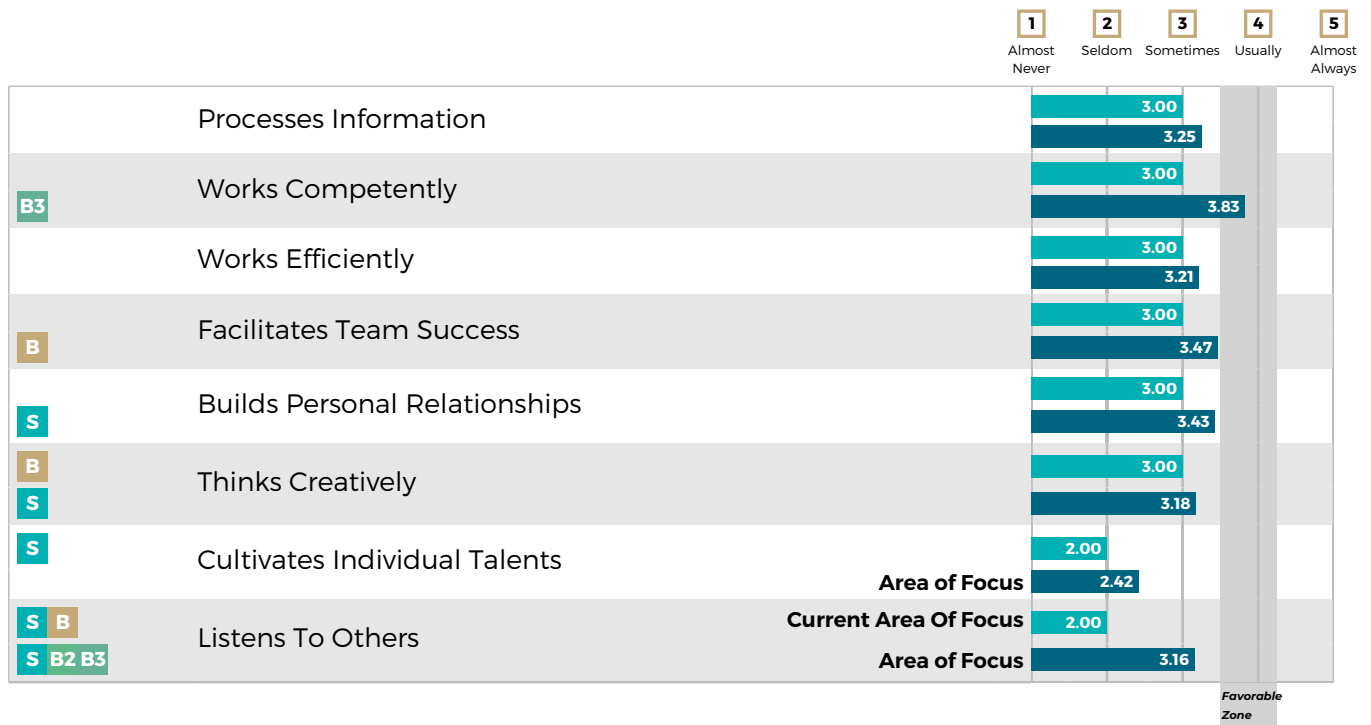 1 2 3 4 5
Almost Never Seldom Sometimes Usually Almost Always
Processes Information
3.00
3.25
Works Competently
3.00
B3
3.83
Works Efficiently
3.00
3.21
Facilitates Team Success
3.00
B
3.47
Builds Personal Relationships
3.00
S
3.43
B
Thinks Creatively
3.00
S
3.18
S
Cultivates Individual Talents
2.00
Area of Focus
2.42
S B
Listens To Others
Current Area Of Focus
2.00
S B2 B3
Area of Focus
3.16
Favorable
Zone